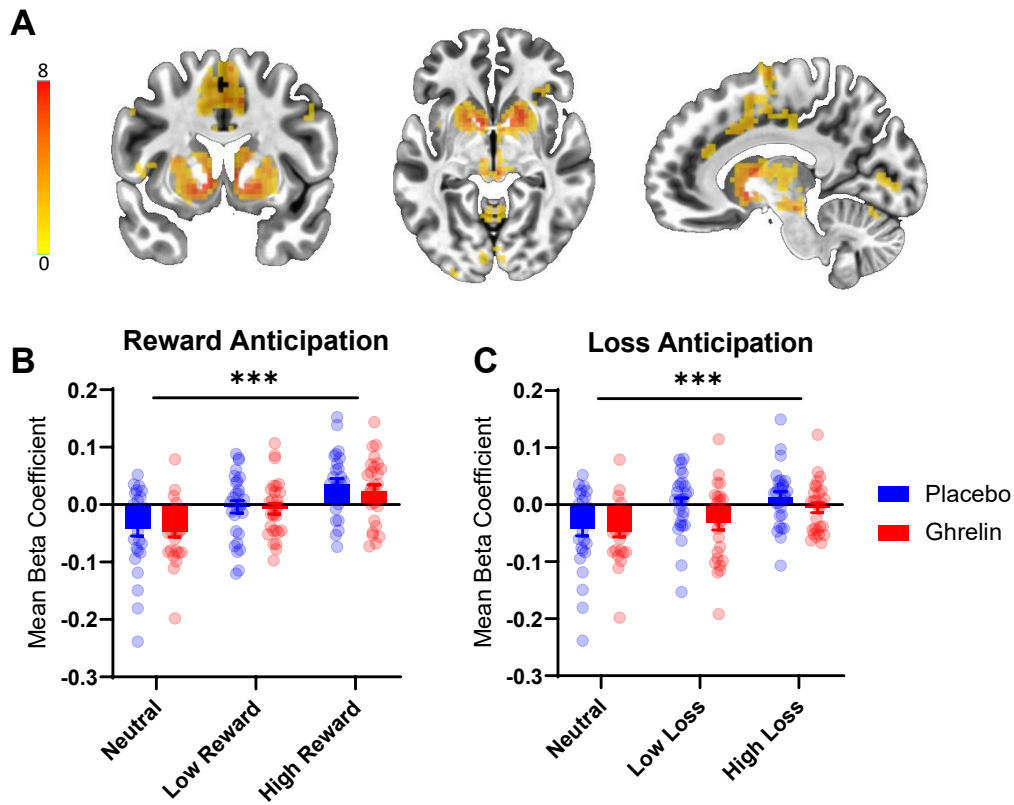 A
8
0
B
Reward Anticipation
***
Mean Beta Coefficient
0.2
0.1
0.0
-0.1
-0.2
-0.3
Neutral
Low Reward
High Reward
C
Loss Anticipation
***
Mean Beta Coefficient
0.2
0.1
0.0
-0.1
-0.2
-0.3
Neutral
Low Loss
High Loss
Placebo
Ghrelin